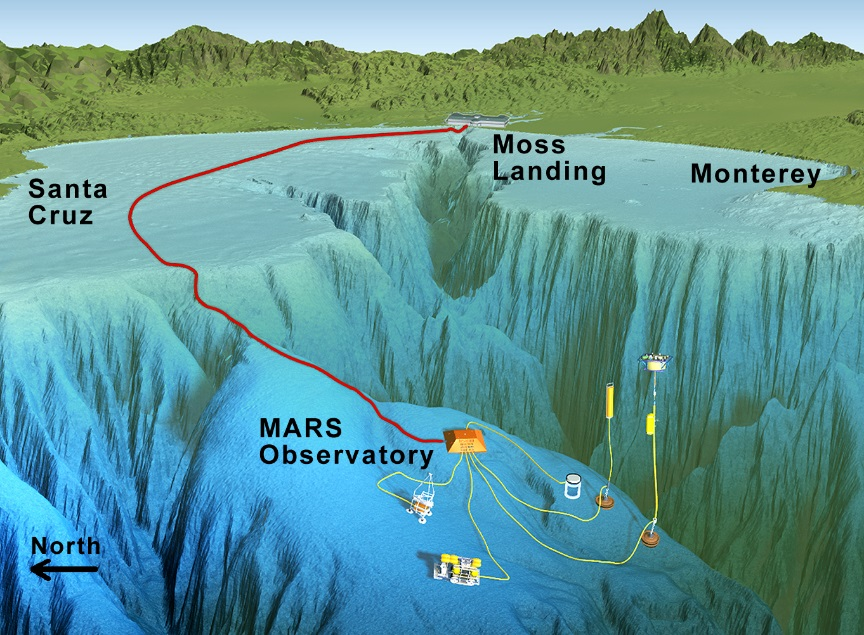 Moss
Landing
Monterey
Santa
Cruz
MARS
Observatory
North